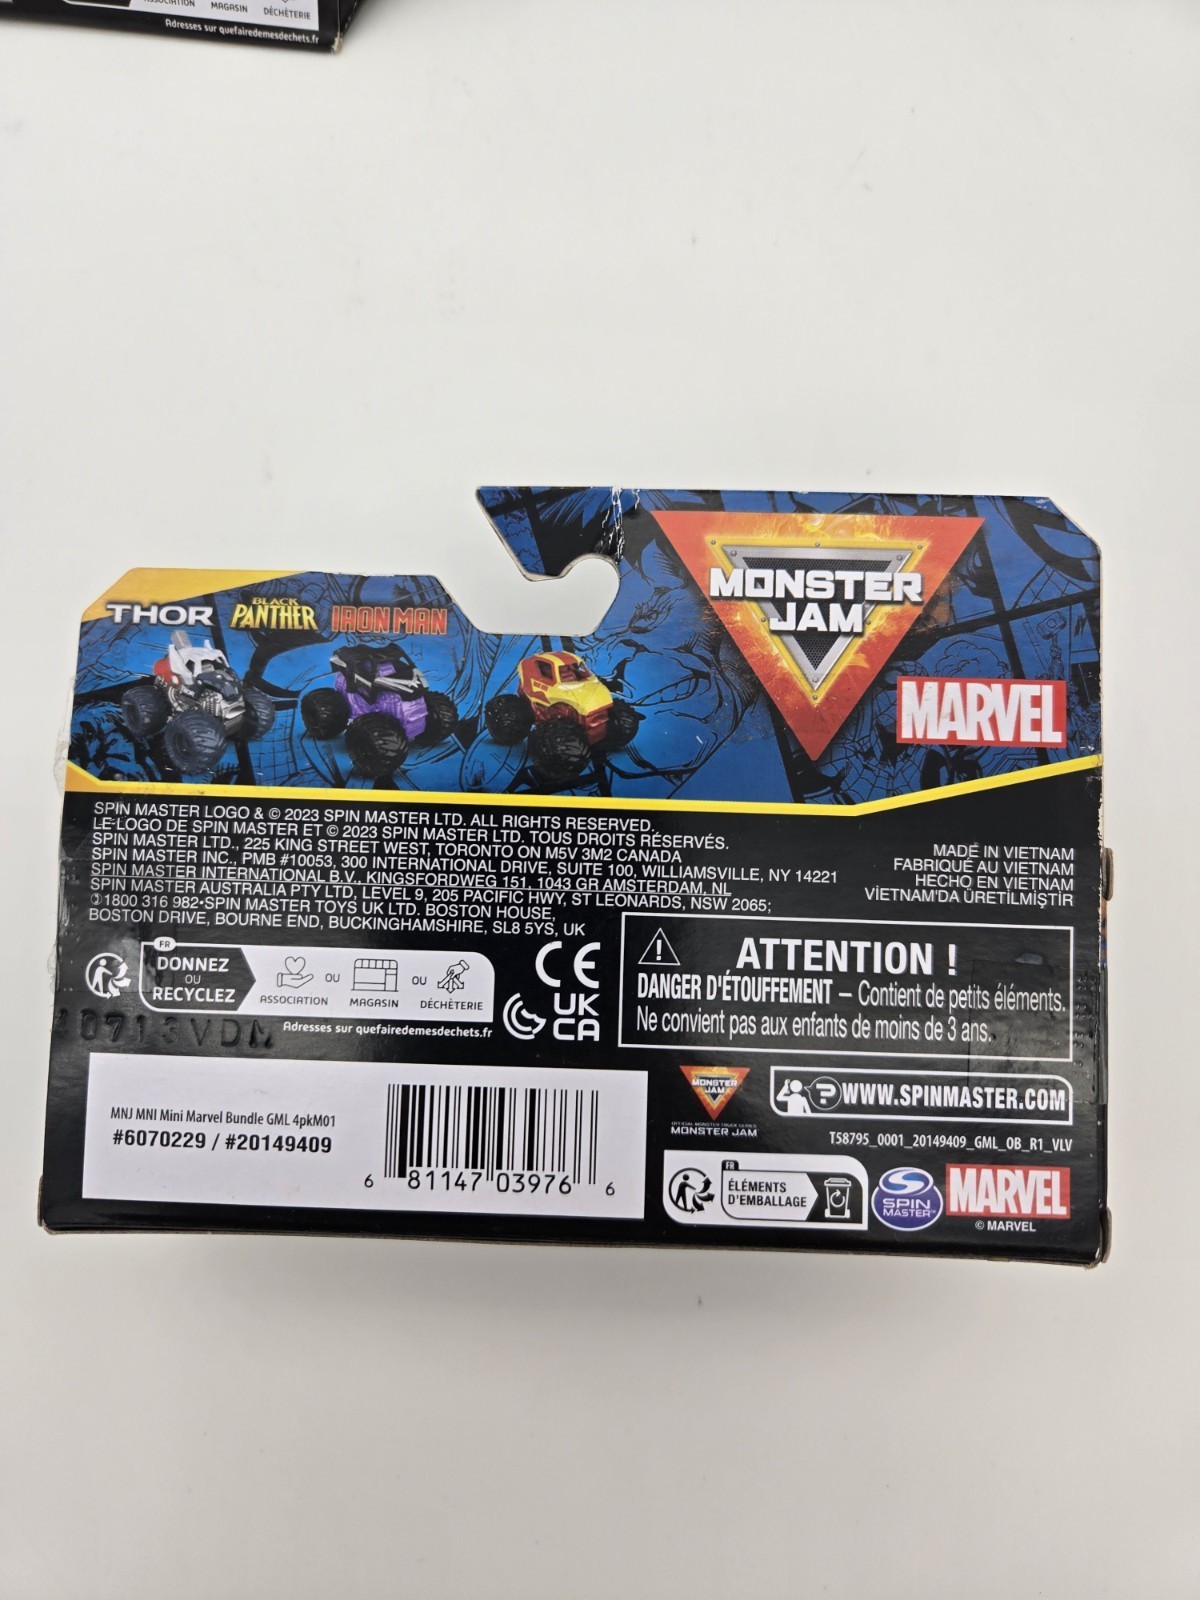 ASSOCIATION MAGASIN DÉCHÈTERIE
Adresses sur quefairedemesdechets.fr
THOR BLACK PANTHER IRON MAN
MONSTER JAM
MARVEL
SPIN MASTER LOGO & © 2023 SPIN MASTER LTD. ALL RIGHTS RESERVED.
LE LOGO DE SPIN MASTER ET © 2023 SPIN MASTER LTD. TOUS DROITS RÉSERVÉS.
SPIN MASTER LTD., 225 KING STREET WEST, TORONTO ON M5V 3M2 CANADA
SPIN MASTER INC., PMB #10053, 300 INTERNATIONAL DRIVE, SUITE 100, WILLIAMSVILLE, NY 14221
SPIN MASTER INTERNATIONAL B.V., KINGSFORDWEG 151, 1043 GR AMSTERDAM, NL
SPIN MASTER AUSTRALIA PTY LTD, LEVEL 9, 205 PACIFIC HWY, ST LEONARDS, NSW 2065;
1800 316 982•SPIN MASTER TOYS UK LTD. BOSTON HOUSE,
BOSTON DRIVE, BOURNE END, BUCKINGHAMSHIRE, SL8 5YS, UK
MADE IN VIETNAM
FABRIQUÉ AU VIETNAM
HECHO EN VIETNAM
VİETNAM'DA ÜRETİLMİŞTİR
FR
DONNEZ
OU
RECYCLEZ
ASSOCIATION OU MAGASIN OU DÉCHÈTERIE
Adresses sur quefairedemesdechets.fr
CE
UK
CA
ATTENTION !
DANGER D'ÉTOUFFEMENT – Contient de petits éléments.
Ne convient pas aux enfants de moins de 3 ans.
0713VDM
MNJ MNI Mini Marvel Bundle GML 4pkM01
#6070229 / #20149409
6 81147 03976 6
MONSTER JAM
OFFICIAL MONSTER TRUCK SERIES
MONSTER JAM
? WWW.SPINMASTER.COM
T58795_0001_20149409_GML_OB_R1_VLV
FR
ÉLÉMENTS
D'EMBALLAGE
SPIN MASTER™
MARVEL
© MARVEL